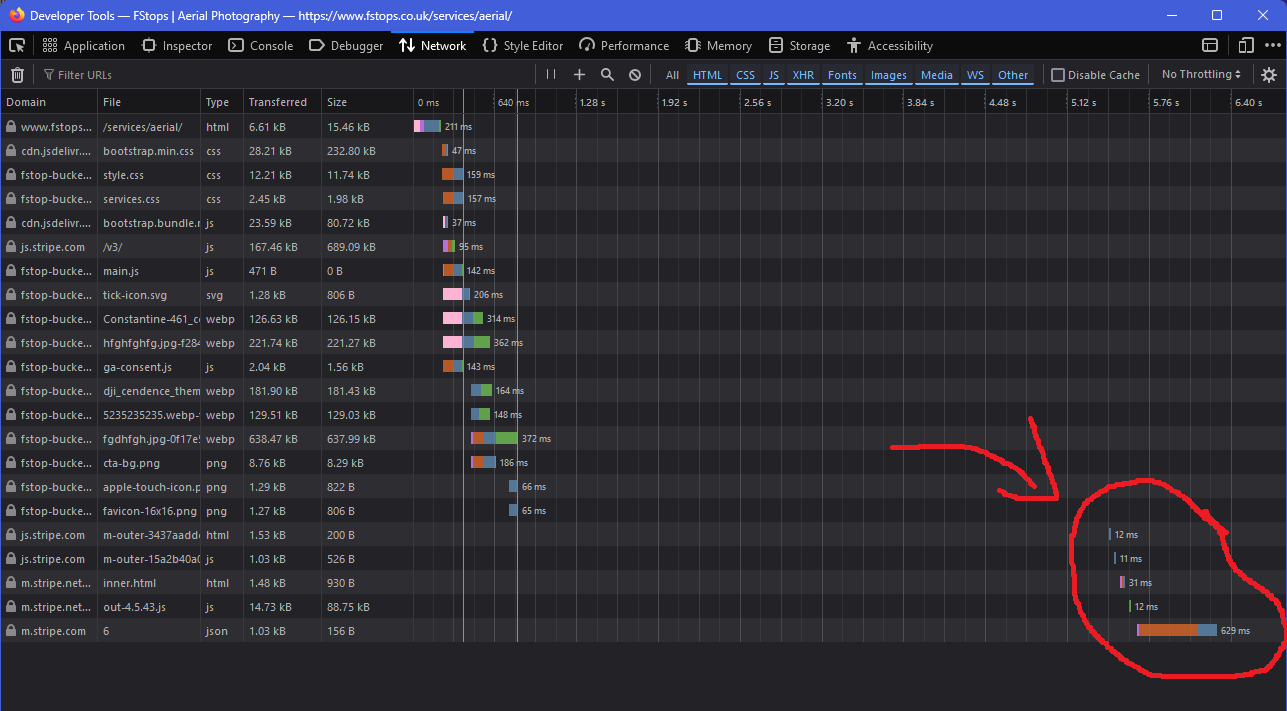 Developer Tools — FStops | Aerial Photography — https://www.fstops.co.uk/services/aerial/
Application Inspector Console Debugger Network Style Editor Performance Memory Storage Accessibility
Filter URLs All HTML CSS JS XHR Fonts Images Media WS Other Disable Cache No Throttling
Domain File Type Transferred Size 0 ms 640 ms 1.28 s 1.92 s 2.56 s 3.20 s 3.84 s 4.48 s 5.12 s 5.76 s 6.40 s
www.fstops... /services/aerial/ html 6.61 kB 15.46 kB 211 ms
cdn.jsdelivr.... bootstrap.min.css css 28.21 kB 232.80 kB 47 ms
fstop-bucke... style.css css 12.21 kB 11.74 kB 159 ms
fstop-bucke... services.css css 2.45 kB 1.98 kB 157 ms
cdn.jsdelivr.... bootstrap.bundle.r js 23.59 kB 80.72 kB 37 ms
js.stripe.com /v3/ js 167.46 kB 689.09 kB 95 ms
fstop-bucke... main.js js 471 B 0 B 142 ms
fstop-bucke... tick-icon.svg svg 1.28 kB 806 B 206 ms
fstop-bucke... Constantine-461_c webp 126.63 kB 126.15 kB 314 ms
fstop-bucke... hfghfghfg.jpg-f284 webp 221.74 kB 221.27 kB 362 ms
fstop-bucke... ga-consent.js js 2.04 kB 1.56 kB 143 ms
fstop-bucke... dji_cendence_them webp 181.90 kB 181.43 kB 164 ms
fstop-bucke... 5235235235.webp- webp 129.51 kB 129.03 kB 148 ms
fstop-bucke... fgdhfgh.jpg-0f17e5 webp 638.47 kB 637.99 kB 372 ms
fstop-bucke... cta-bg.png png 8.76 kB 8.29 kB 186 ms
fstop-bucke... apple-touch-icon.p png 1.29 kB 822 B 66 ms
fstop-bucke... favicon-16x16.png png 1.27 kB 806 B 65 ms
js.stripe.com m-outer-3437aadd html 1.53 kB 200 B 12 ms
js.stripe.com m-outer-15a2b40a0 js 1.03 kB 526 B 11 ms
m.stripe.net... inner.html html 1.48 kB 930 B 31 ms
m.stripe.net... out-4.5.43.js js 14.73 kB 88.75 kB 12 ms
m.stripe.com 6 json 1.03 kB 156 B 629 ms